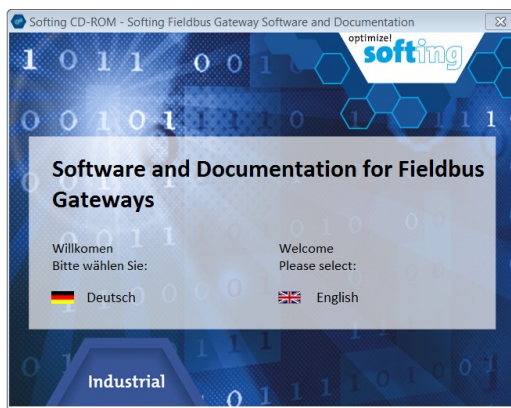 Softing CD-ROM - Softing Fieldbus Gateway Software and Documentation
optimize!
softing
Software and Documentation for Fieldbus
Gateways
Willkomen
Bitte wählen Sie:
Deutsch
Welcome
Please select:
English
Industrial